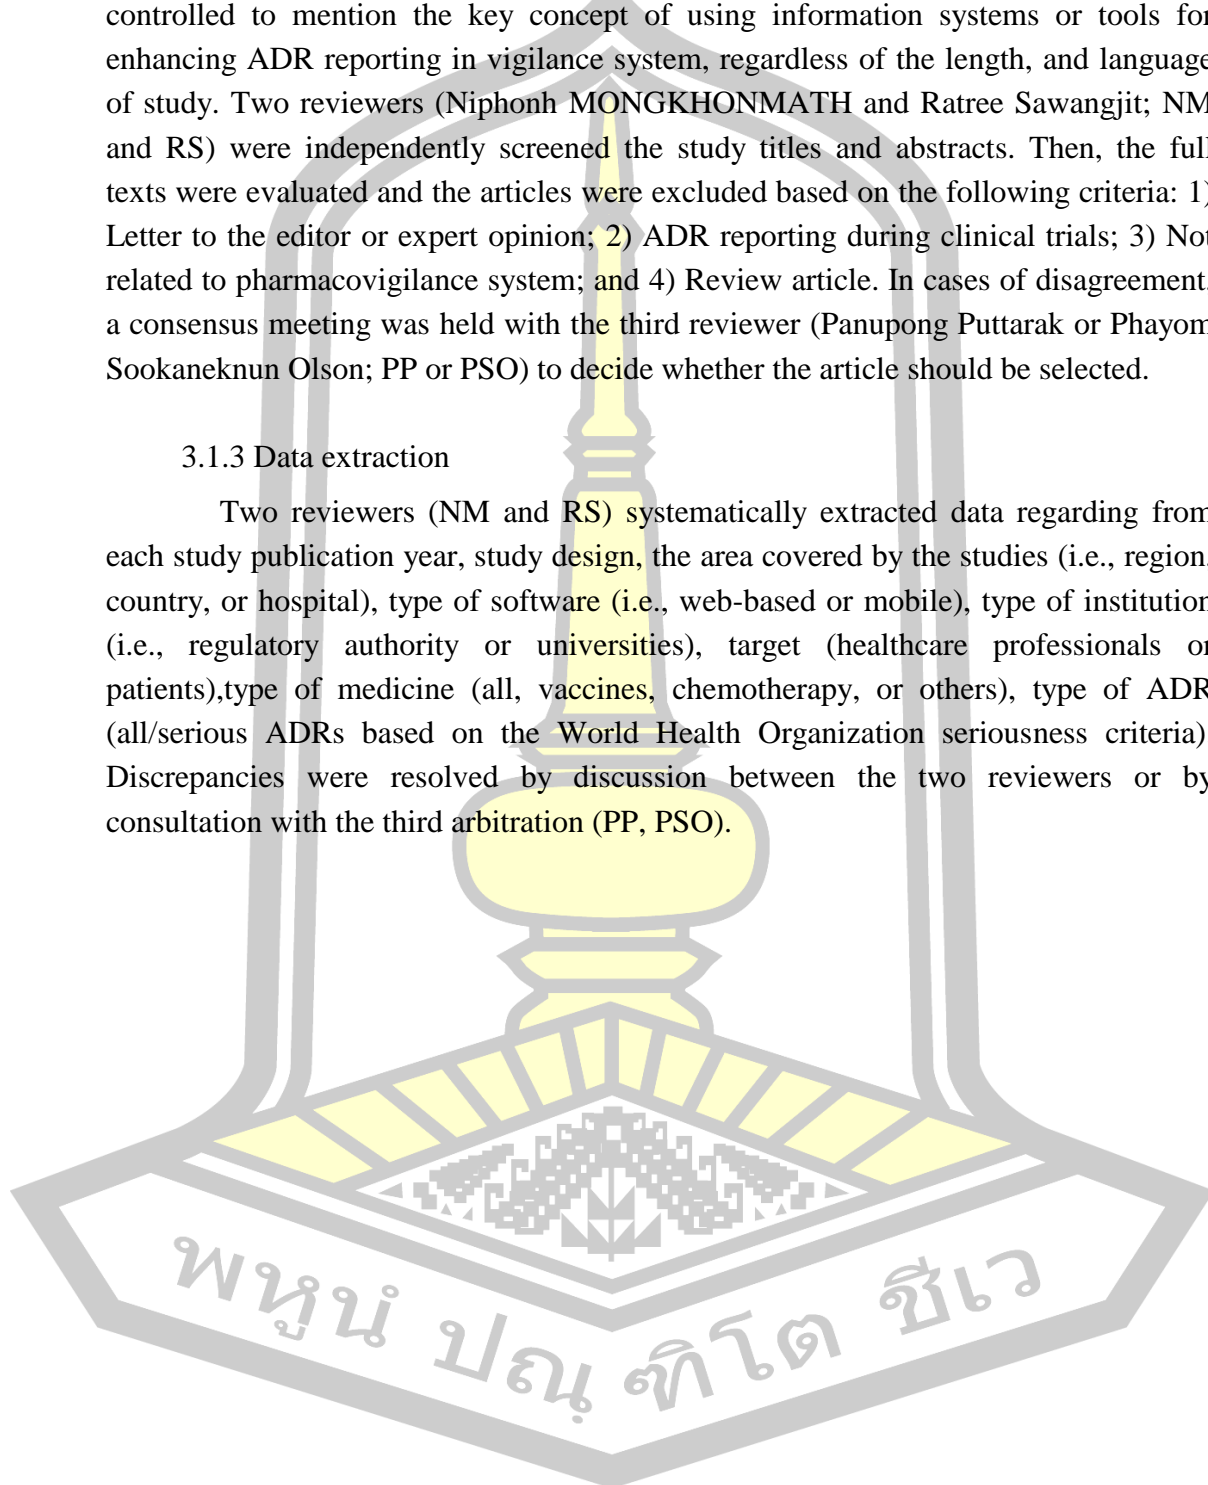 controlled to mention the key concept of using information systems or tools for
enhancing ADR reporting in vigilance system, regardless of the length, and language
of study. Two reviewers (Niphonh MONGKHONMATH and Ratree Sawangjit; NM
and RS) were independently screened the study titles and abstracts. Then, the full
texts were evaluated and the articles were excluded based on the following criteria: 1)
Letter to the editor or expert opinion; 2) ADR reporting during clinical trials; 3) Not
related to pharmacovigilance system; and 4) Review article. In cases of disagreement,
a consensus meeting was held with the third reviewer (Panupong Puttarak or Phayom
Sookaneknun Olson; PP or PSO) to decide whether the article should be selected.
3.1.3 Data extraction
Two reviewers (NM and RS) systematically extracted data regarding from
each study publication year, study design, the area covered by the studies (i.e., region,
country, or hospital), type of software (i.e., web-based or mobile), type of institution
(i.e., regulatory authority or universities), target (healthcare professionals or
patients),type of medicine (all, vaccines, chemotherapy, or others), type of ADR
(all/serious ADRs based on the World Health Organization seriousness criteria)
Discrepancies were resolved by discussion between the two reviewers or by
consultation with the third arbitration (PP, PSO).
พหูนํ ปณฺฑิโต ชีเว